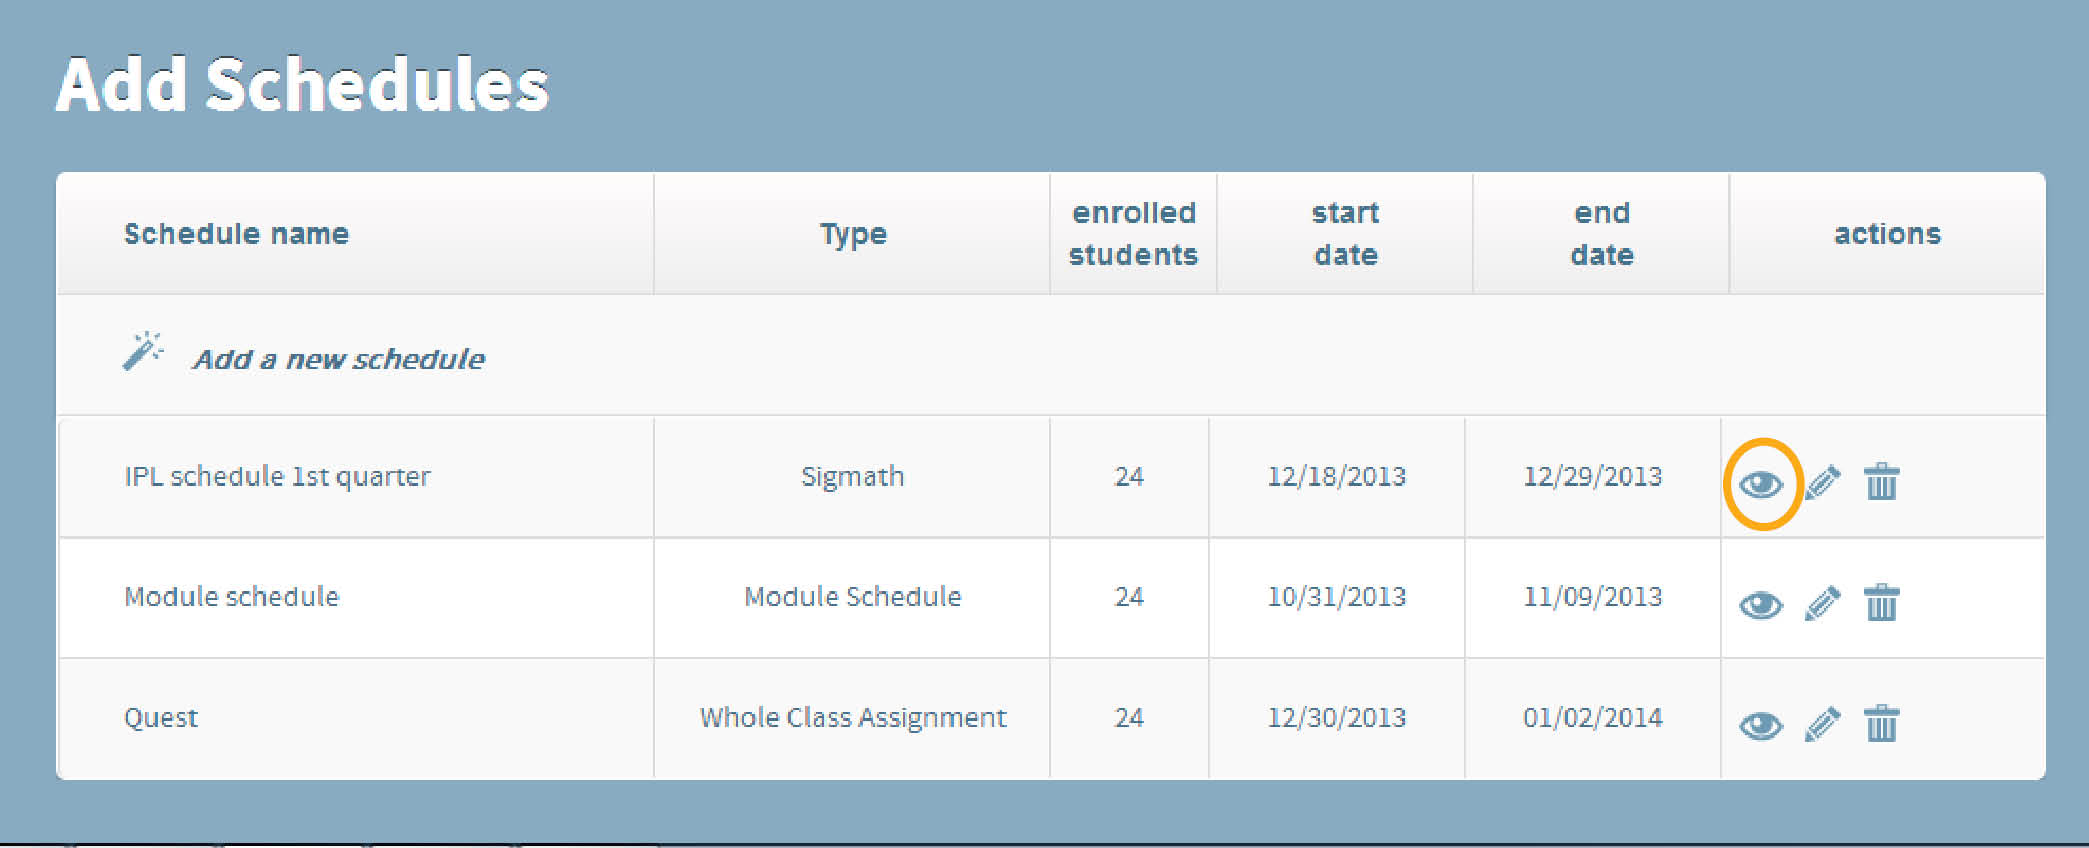 Add Schedules
Schedule name Type enrolled students start date end date actions
Add a new schedule
IPL schedule 1st quarter Sigmath 24 12/18/2013 12/29/2013
Module schedule Module Schedule 24 10/31/2013 11/09/2013
Quest Whole Class Assignment 24 12/30/2013 01/02/2014